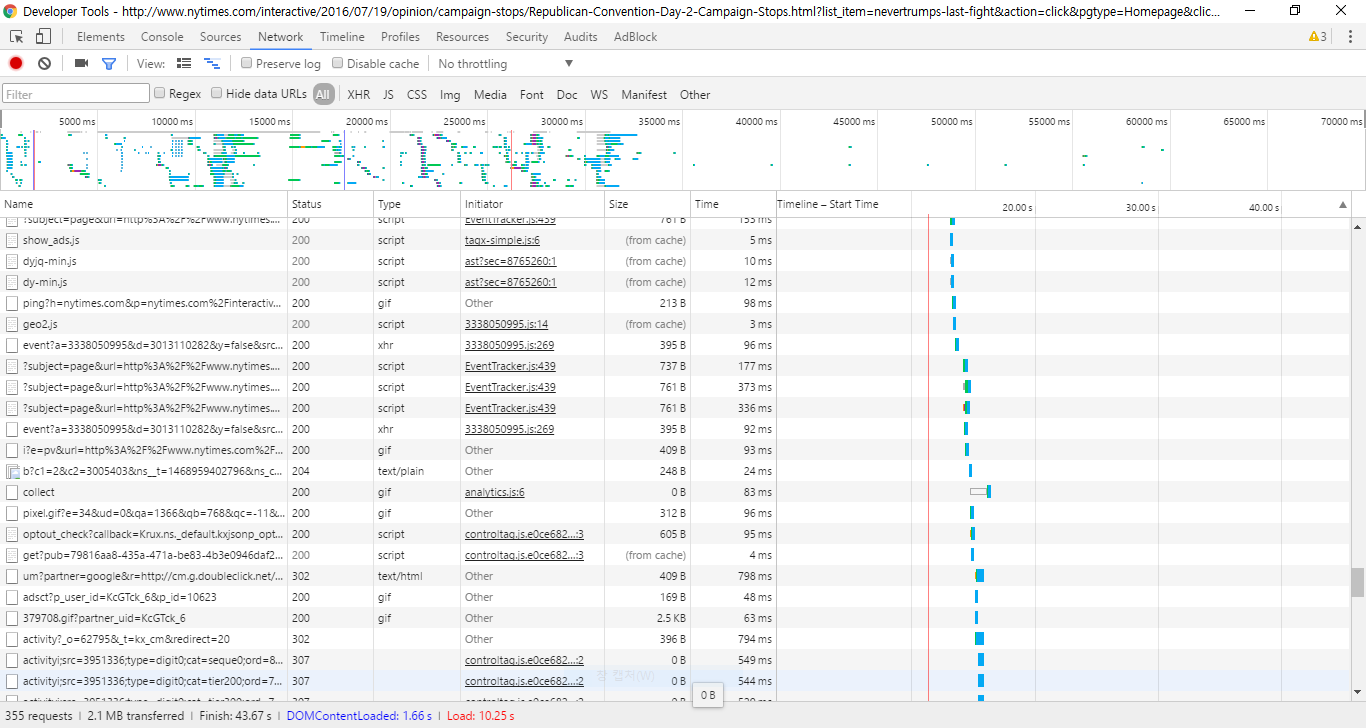 Developer Tools - http://www.nytimes.com/interactive/2016/07/19/opinion/campaign-stops/Republican-Convention-Day-2-Campaign-Stops.html?list_item=nevertrumps-last-fight&action=click&pgtype=Homepage&clic...
Elements Console Sources Network Timeline Profiles Resources Security Audits AdBlock 3
View: Preserve log Disable cache No throttling
Filter Regex Hide data URLs All XHR JS CSS Img Media Font Doc WS Manifest Other
5000 ms 10000 ms 15000 ms 20000 ms 25000 ms 30000 ms 35000 ms 40000 ms 45000 ms 50000 ms 55000 ms 60000 ms 65000 ms 70000 ms
Name Status Type Initiator Size Time Timeline – Start Time 20.00 s 30.00 s 40.00 s
?subject=page&url=http%3A%2F%2Fwww.nytimes.... 200 script EventTracker.js:439 761 B 153 ms
show_ads.js 200 script tagx-simple.js:6 (from cache) 5 ms
dyjq-min.js 200 script ast?sec=8765260:1 (from cache) 10 ms
dy-min.js 200 script ast?sec=8765260:1 (from cache) 12 ms
ping?h=nytimes.com&p=nytimes.com%2Finteractiv... 200 gif Other 213 B 98 ms
geo2.js 200 script 3338050995.js:14 (from cache) 3 ms
event?a=3338050995&d=3013110282&y=false&src... 200 xhr 3338050995.js:269 395 B 96 ms
?subject=page&url=http%3A%2F%2Fwww.nytimes.... 200 script EventTracker.js:439 737 B 177 ms
?subject=page&url=http%3A%2F%2Fwww.nytimes.... 200 script EventTracker.js:439 761 B 373 ms
?subject=page&url=http%3A%2F%2Fwww.nytimes.... 200 script EventTracker.js:439 761 B 336 ms
event?a=3338050995&d=3013110282&y=false&src... 200 xhr 3338050995.js:269 395 B 92 ms
i?e=pv&url=http%3A%2F%2Fwww.nytimes.com%2F... 200 gif Other 409 B 93 ms
b?c1=2&c2=3005403&ns__t=1468959402796&ns_c... 204 text/plain Other 248 B 24 ms
collect 200 gif analytics.js:6 0 B 83 ms
pixel.gif?e=34&ud=0&qa=1366&qb=768&qc=-11&... 200 gif Other 312 B 96 ms
optout_check?callback=Krux.ns._default.kxjsonp_opt... 200 script controltag.js.e0ce682...:3 605 B 95 ms
get?pub=79816aa8-435a-471a-be83-4b3e0946daf2... 200 script controltag.js.e0ce682...:3 (from cache) 4 ms
um?partner=google&r=http://cm.g.doubleclick.net/... 302 text/html Other 409 B 798 ms
adsct?p_user_id=KcGTck_6&p_id=10623 200 gif Other 169 B 48 ms
379708.gif?partner_uid=KcGTck_6 200 gif Other 2.5 KB 63 ms
activity?_o=62795&_t=kx_cm&redirect=20 302 Other 396 B 794 ms
activityi;src=3951336;type=digit0;cat=seque0;ord=8... 307 controltag.js.e0ce682...:2 0 B 549 ms
activityi;src=3951336;type=digit0;cat=tier200;ord=7... 307 controltag.js.e0ce682...:2 창 캡처(W) 0 B 544 ms
0 B
355 requests | 2.1 MB transferred | Finish: 43.67 s | DOMContentLoaded: 1.66 s | Load: 10.25 s